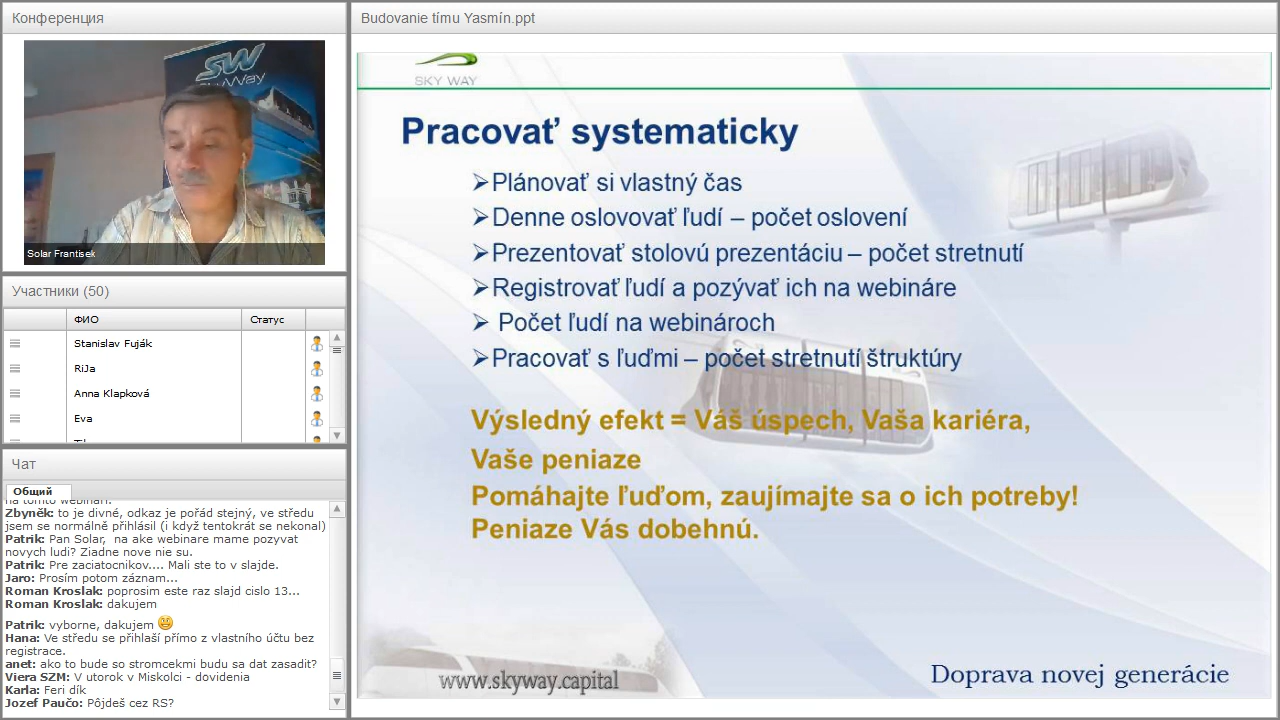 Конференция
SW
SkyWay
Solar Frantisek
Участники (50)
ФИО
Статус
Stanislav Fuják
RiJa
Anna Klapková
Eva
Чат
Общий
na tomto webinari.
Zbyněk: to je divné, odkaz je pořád stejný, ve středu
jsem se normálně přihlásil (i když tentokrát se nekonal)
Patrik: Pan Solar, na ake webinare mame pozyvat
novych ludi? Ziadne nove nie su.
Patrik: Pre zaciatocnikov.... Mali ste to v slajde.
Jaro: Prosím potom záznam...
Roman Kroslak: poprosim este raz slajd cislo 13...
Roman Kroslak: dakujem
Patrik: vyborne, dakujem
Hana: Ve středu se přihlaší přímo z vlastního účtu bez
registrace.
anet: ako to bude so stromcekmi budu sa dat zasadit?
Viera SZM: V utorok v Miskolci - dovidenia
Karla: Feri dík
Jozef Paučo: Pôjdeš cez RS?
Budovanie tímu Yasmín.ppt
SKY WAY
Pracovať systematicky
➢Plánovať si vlastný čas
➢Denne oslovovať ľudí – počet oslovení
➢Prezentovať stolovú prezentáciu – počet stretnutí
➢Registrovať ľudí a pozývať ich na webináre
➢ Počet ľudí na webinároch
➢Pracovať s ľuďmi – počet stretnutí štruktúry
Výsledný efekt = Váš úspech, Vaša kariéra,
Vaše peniaze
Pomáhajte ľuďom, zaujímajte sa o ich potreby!
Peniaze Vás dobehnú.
www.skyway.capital
Doprava novej generácie